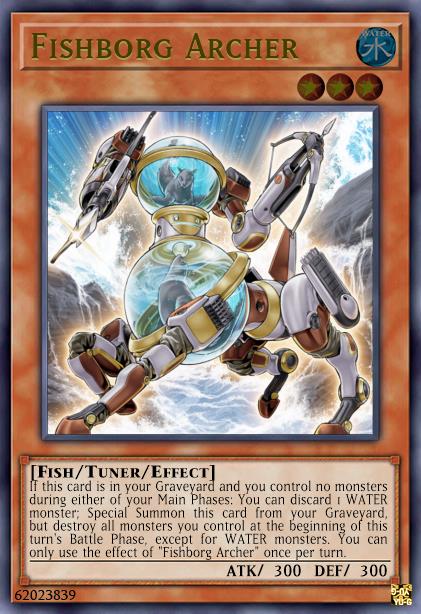 Fishborg Archer
WATER
水
[Fish/Tuner/Effect]
If this card is in your Graveyard and you control no monsters
during either of your Main Phases: You can discard 1 WATER
monster; Special Summon this card from your Graveyard,
but destroy all monsters you control at the beginning of this
turn's Battle Phase, except for WATER monsters. You can
only use the effect of "Fishborg Archer" once per turn.
ATK/ 300 DEF/ 300
62023839